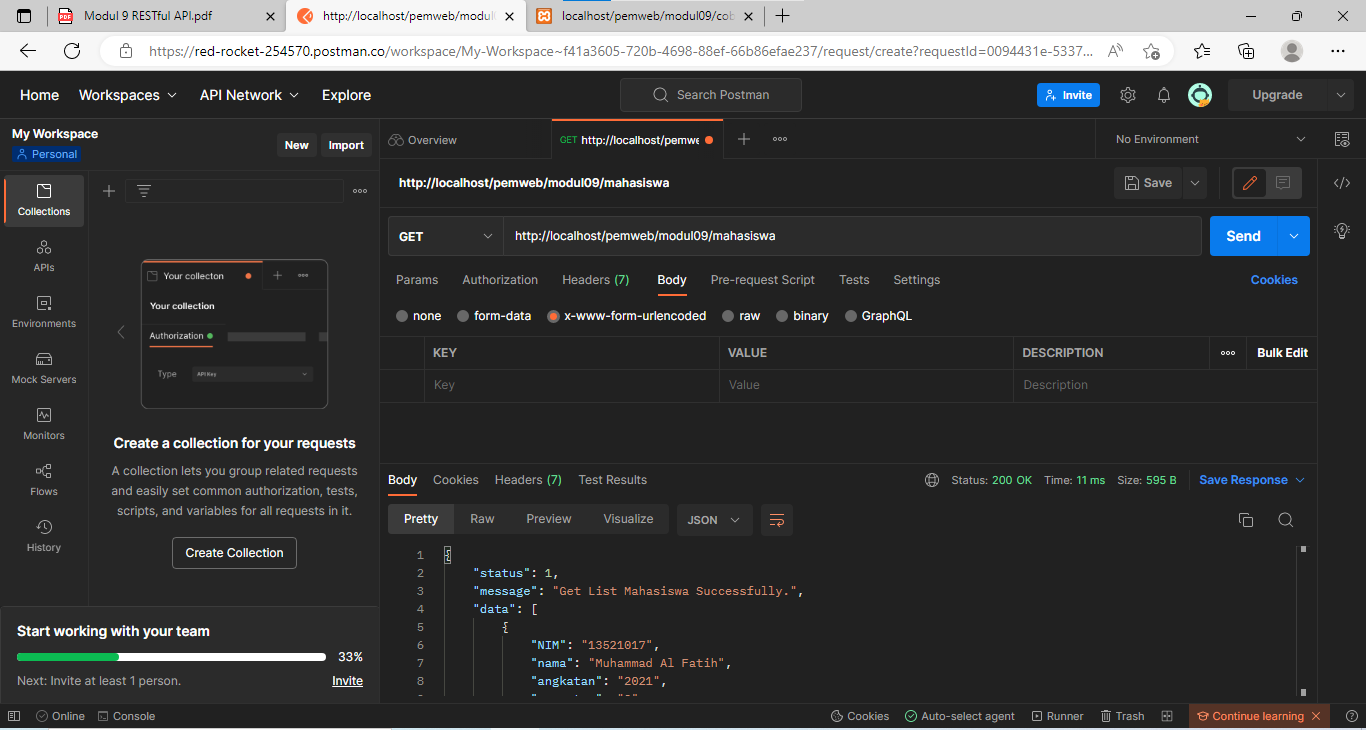 Modul 9 RESTful API.pdf
http://localhost/pemweb/modul
localhost/pemweb/modul09/cob
https://red-rocket-254570.postman.co/workspace/My-Workspace~f41a3605-720b-4698-88ef-66b86efae237/request/create?requestId=0094431e-5337...
Home Workspaces API Network Explore
Search Postman
Invite
Upgrade
My Workspace
Personal
New Import
Overview
GET http://localhost/pemwe
No Environment
Collections
APIs
Environments
Mock Servers
Monitors
Flows
History
Your collecton
Your collection
Authorization
Type API Key
Create a collection for your requests
A collection lets you group related requests
and easily set common authorization, tests,
scripts, and variables for all requests in it.
Create Collection
Start working with your team
33%
Next: Invite at least 1 person. Invite
http://localhost/pemweb/modul09/mahasiswa
Save
GET http://localhost/pemweb/modul09/mahasiswa
Send
Params Authorization Headers (7) Body Pre-request Script Tests Settings Cookies
none form-data x-www-form-urlencoded raw binary GraphQL
KEY VALUE DESCRIPTION Bulk Edit
Key Value Description
Body Cookies Headers (7) Test Results Status: 200 OK Time: 11 ms Size: 595 B Save Response
Pretty Raw Preview Visualize JSON
1 {
2 "status": 1,
3 "message": "Get List Mahasiswa Successfully.",
4 "data": [
5 {
6 "NIM": "13521017",
7 "nama": "Muhammad Al Fatih",
8 "angkatan": "2021",
Online Console Cookies Auto-select agent Runner Trash Continue learning